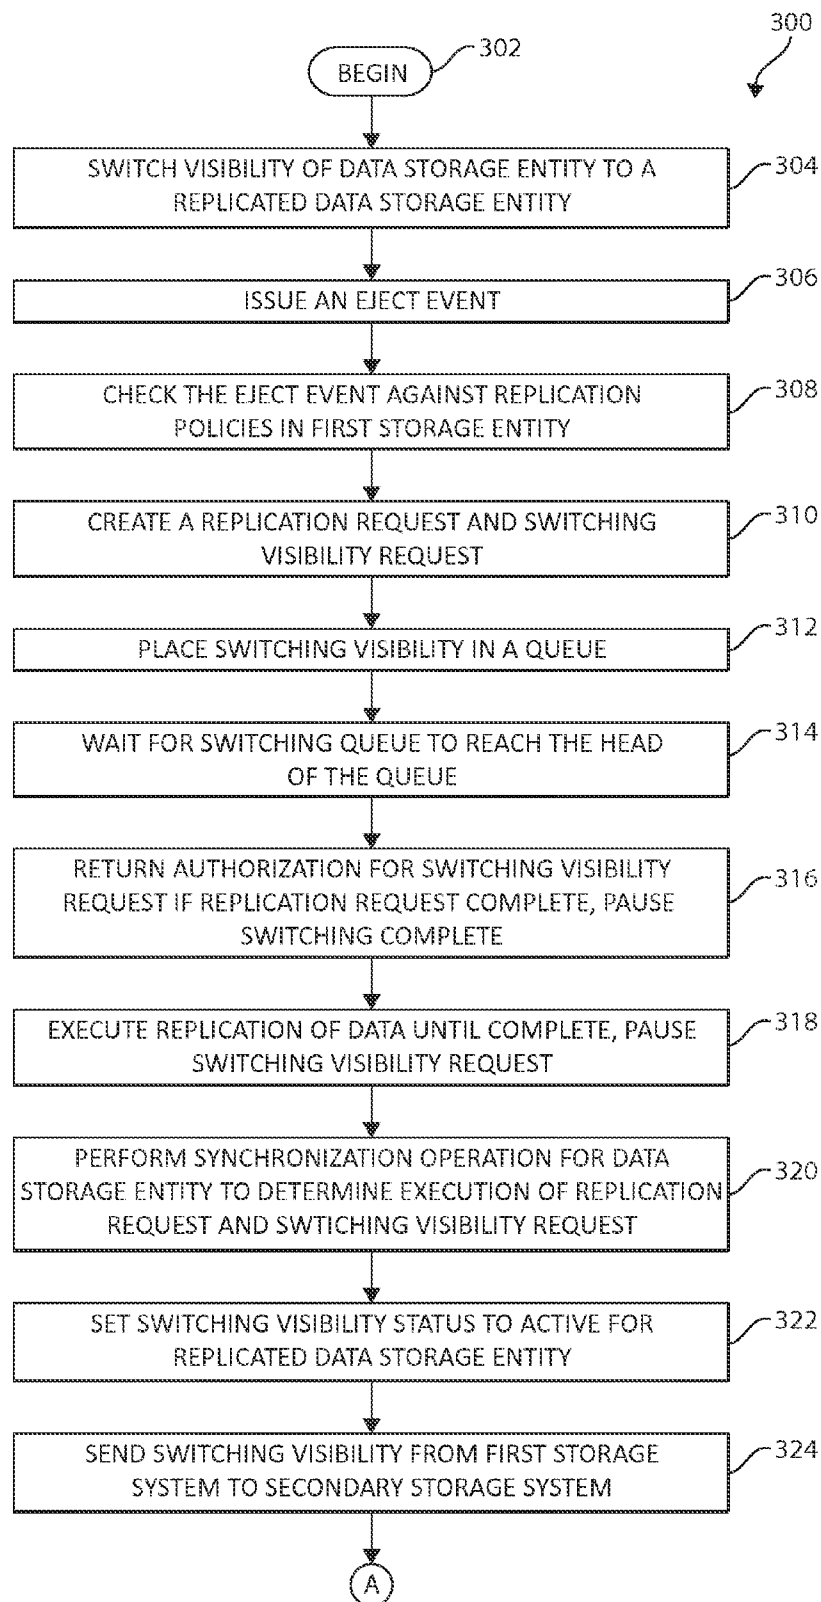 300
BEGIN
302
SWITCH VISIBILITY OF DATA STORAGE ENTITY TO A
REPLICATED DATA STORAGE ENTITY
304
ISSUE AN EJECT EVENT
306
CHECK THE EJECT EVENT AGAINST REPLICATION
POLICIES IN FIRST STORAGE ENTITY
308
CREATE A REPLICATION REQUEST AND SWITCHING
VISIBILITY REQUEST
310
PLACE SWITCHING VISIBILITY IN A QUEUE
312
WAIT FOR SWITCHING QUEUE TO REACH THE HEAD
OF THE QUEUE
314
RETURN AUTHORIZATION FOR SWITCHING VISIBILITY
REQUEST IF REPLICATION REQUEST COMPLETE, PAUSE
SWITCHING COMPLETE
316
EXECUTE REPLICATION OF DATA UNTIL COMPLETE, PAUSE
SWITCHING VISIBILITY REQUEST
318
PERFORM SYNCHRONIZATION OPERATION FOR DATA
STORAGE ENTITY TO DETERMINE EXECUTION OF REPLICATION
REQUEST AND SWTICHING VISIBILITY REQUEST
320
SET SWITCHING VISIBILITY STATUS TO ACTIVE FOR
REPLICATED DATA STORAGE ENTITY
322
SEND SWITCHING VISIBILITY FROM FIRST STORAGE
SYSTEM TO SECONDARY STORAGE SYSTEM
324
A